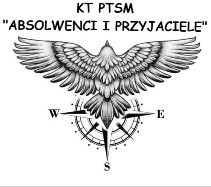 KT PTSM
"ABSOLWENCI I PRZYJACIELE"
W E
S